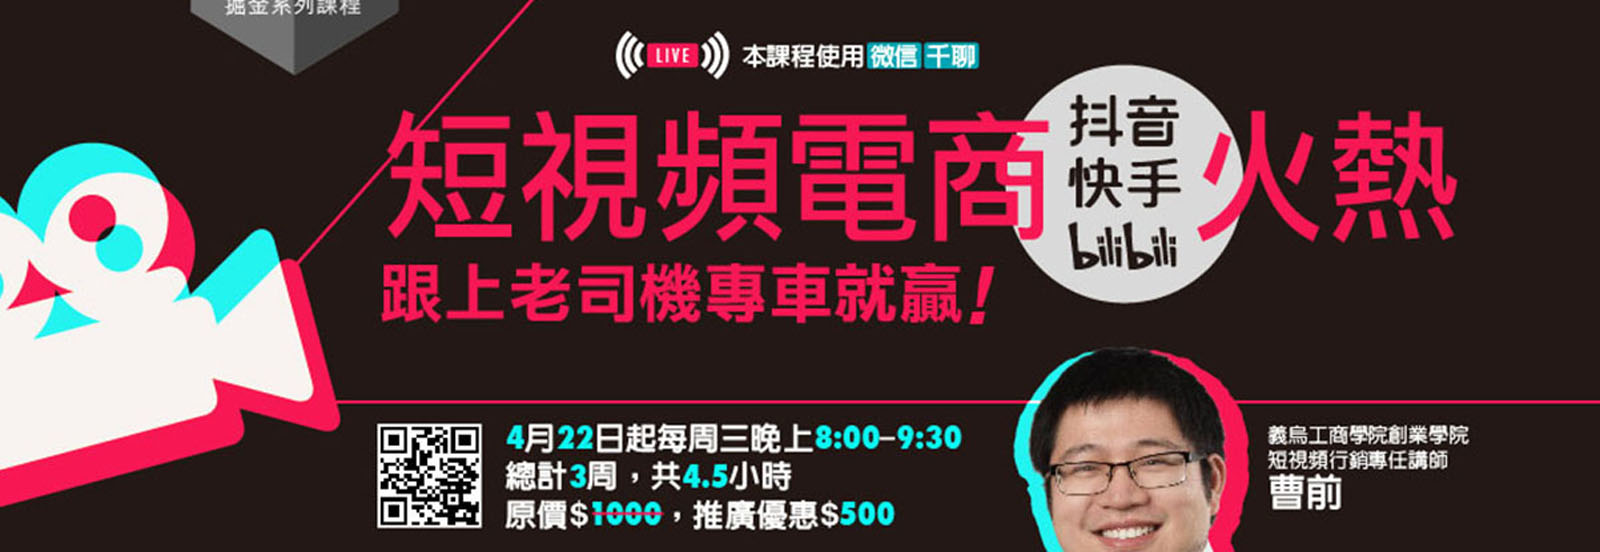 掘金系列課程
LIVE 本課程使用 微信 千聊
短視頻電商 抖音 快手 bilibili 火熱
跟上老司機專車就贏!
4月22日起每周三晚上8:00-9:30
總計3周,共4.5小時
原價$1000,推廣優惠$500
義烏工商學院創業學院
短視頻行銷專任講師
曹前